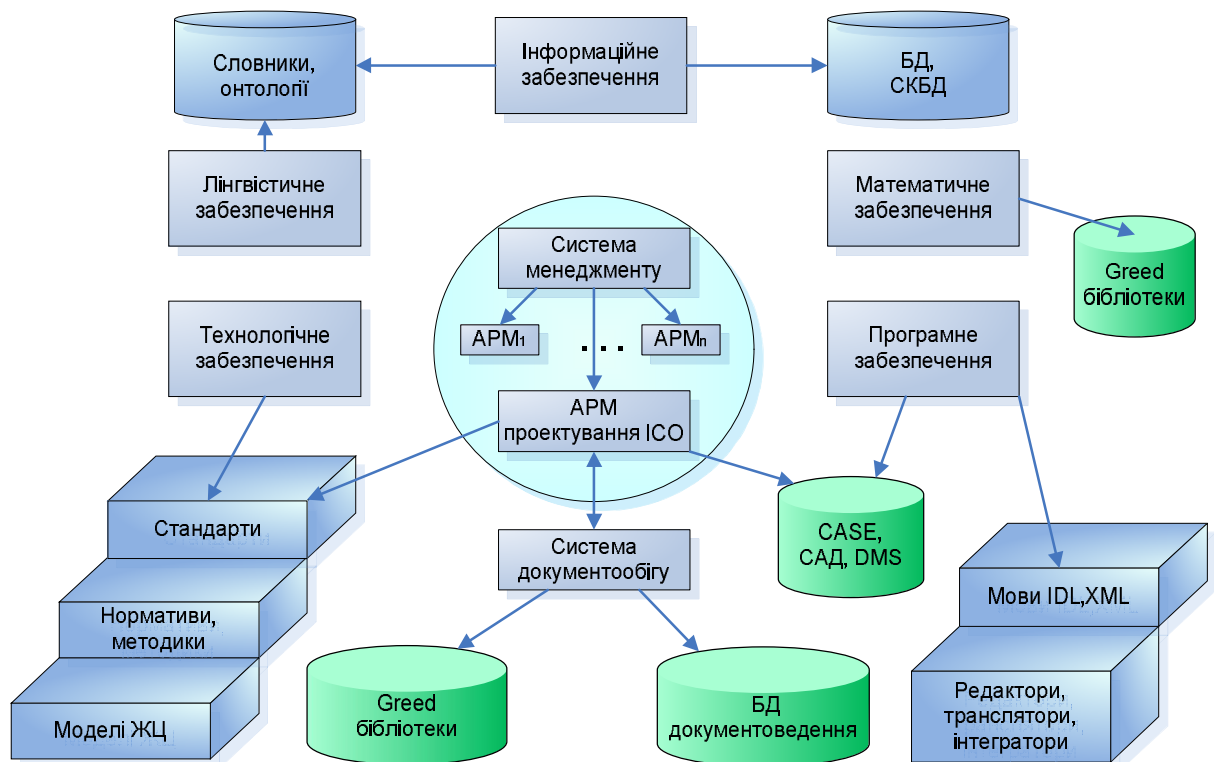 Словники,
онтології
Інформаційне
забезпечення
БД,
СКБД
Лінгвістичне
забезпечення
Математичне
забезпечення
Greed
бібліотеки
Система
менеджменту
АРМ1
. . .
АРМn
Технологічне
забезпечення
Програмне
забезпечення
АРМ
проектування ІСО
Стандарти
Нормативи,
методики
Моделі ЖЦ
Система
документообігу
CASE,
САД, DMS
Мови IDL,XML
Редактори,
транслятори,
інтегратори
Greed
бібліотеки
БД
документоведення